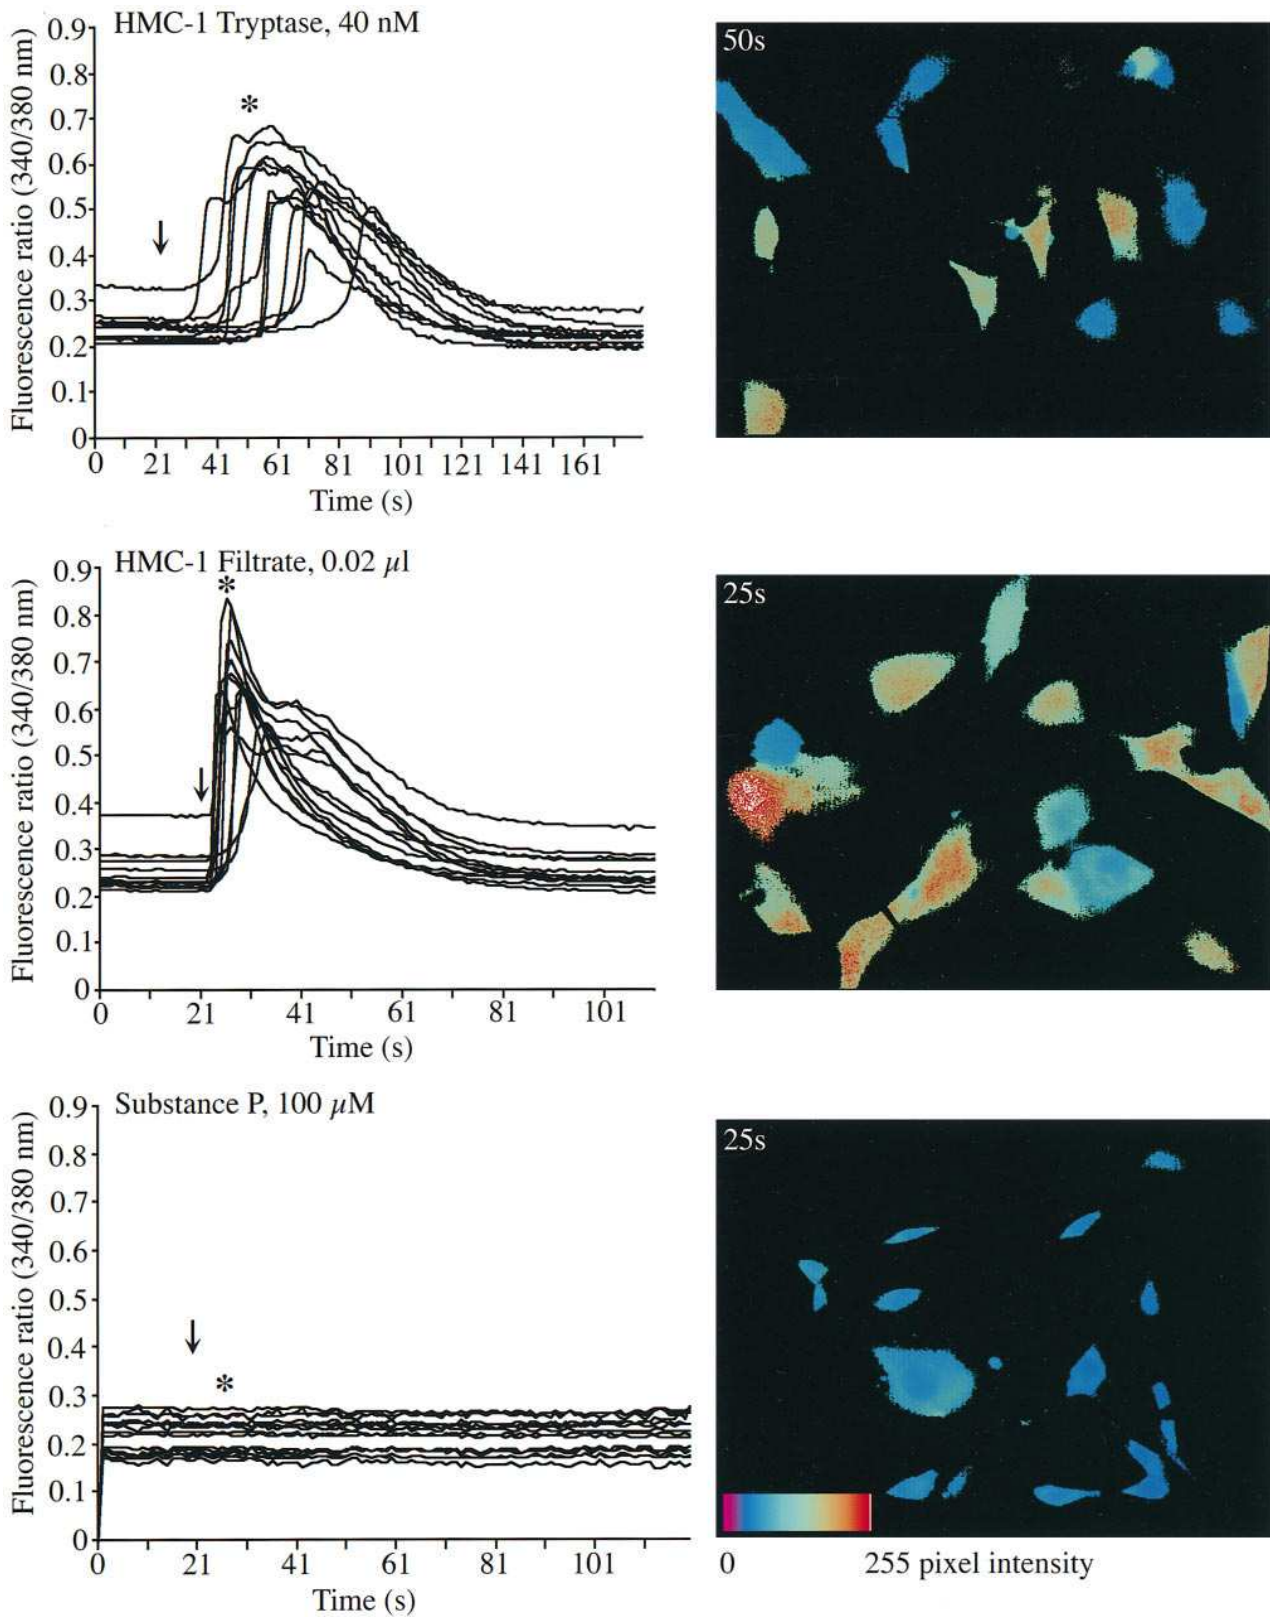 HMC-1 Tryptase, 40 nM
Fluorescence ratio (340/380 nm)
0.9
0.8
0.7
0.6
0.5
0.4
0.3
0.2
0.1
0
*
0 21 41 61 81 101 121 141 161
Time (s)
50s
HMC-1 Filtrate, 0.02 µl
Fluorescence ratio (340/380 nm)
0.9
0.8
0.7
0.6
0.5
0.4
0.3
0.2
0.1
0
*
0 21 41 61 81 101
Time (s)
25s
Substance P, 100 µM
Fluorescence ratio (340/380 nm)
0.9
0.8
0.7
0.6
0.5
0.4
0.3
0.2
0.1
0
*
0 21 41 61 81 101
Time (s)
25s
0 255 pixel intensity